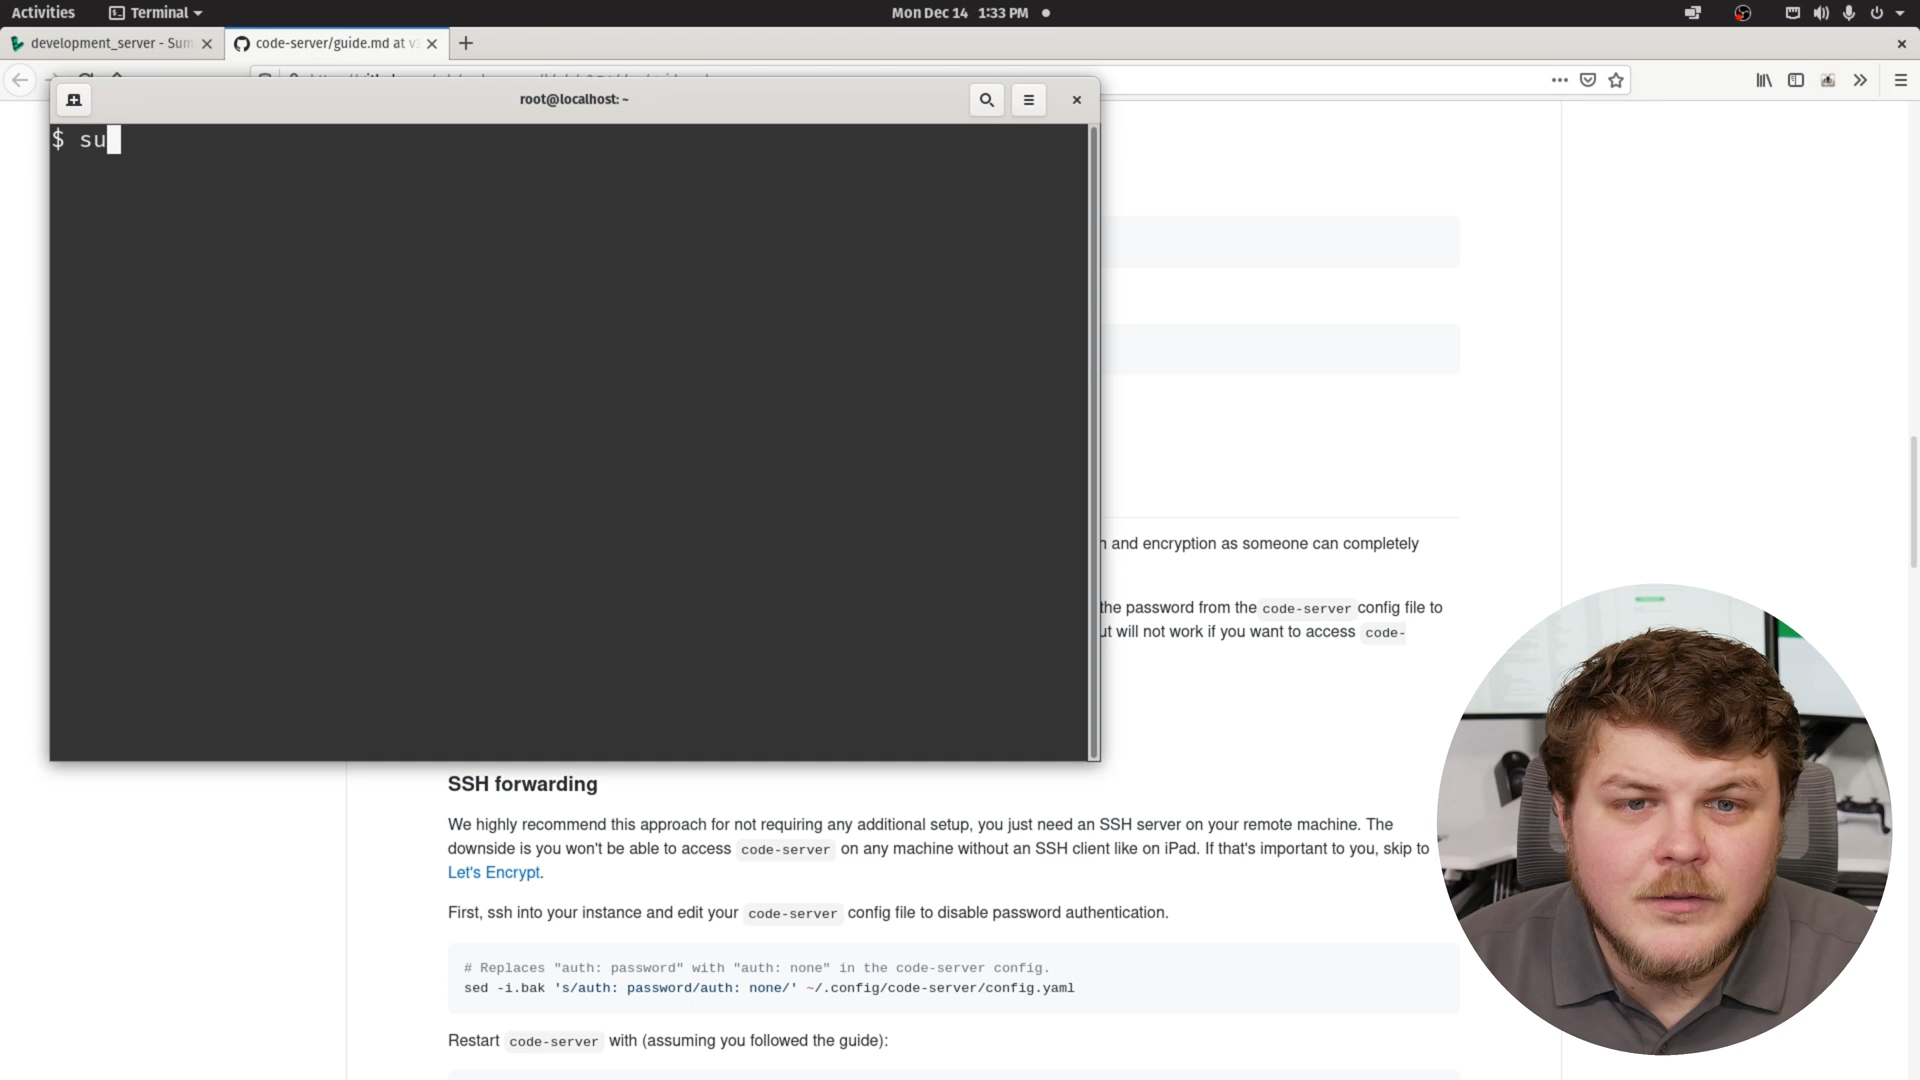 Activities
Terminal
Mon Dec 14 1:33 PM
development_server - Sum
code-server/guide.md at v
root@localhost: ~
$ su
n and encryption as someone can completely
the password from the code-server config file to
ut will not work if you want to access code-
SSH forwarding
We highly recommend this approach for not requiring any additional setup, you just need an SSH server on your remote machine. The
downside is you won't be able to access code-server on any machine without an SSH client like on iPad. If that's important to you, skip to
Let's Encrypt.
First, ssh into your instance and edit your code-server config file to disable password authentication.
# Replaces "auth: password" with "auth: none" in the code-server config.
sed -i.bak 's/auth: password/auth: none/' ~/.config/code-server/config.yaml
Restart code-server with (assuming you followed the guide):